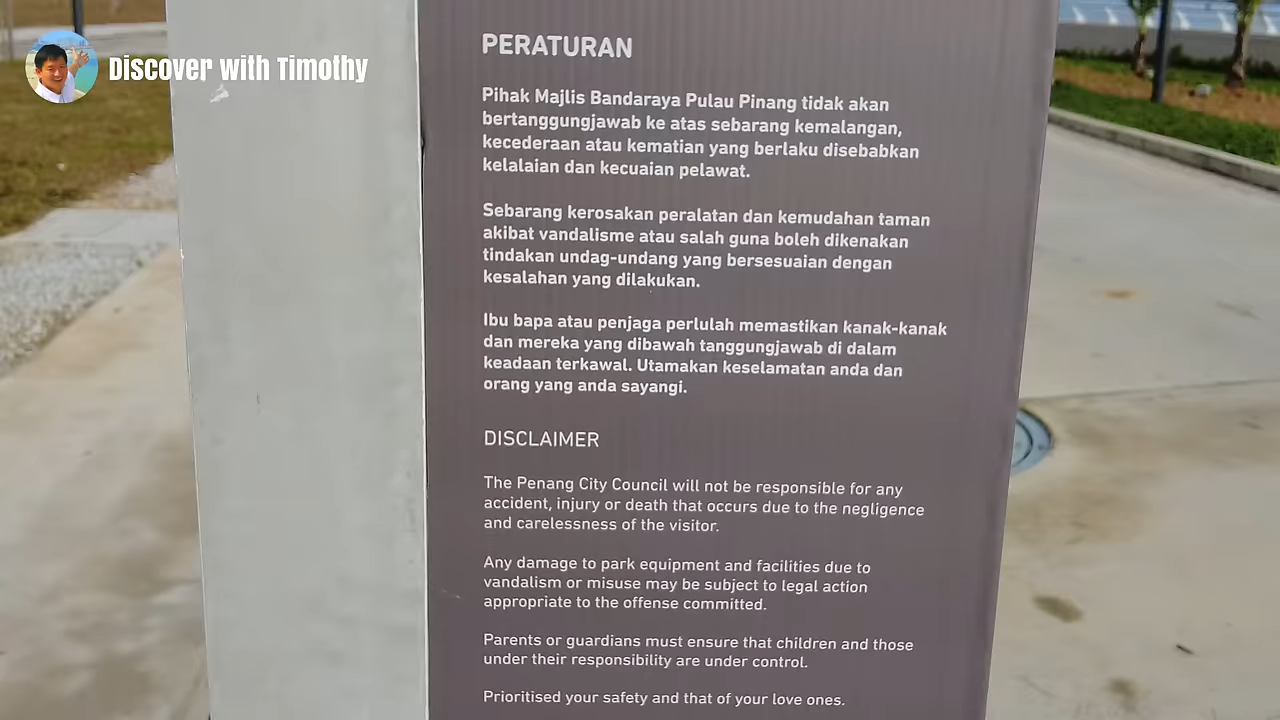 Discover with Timothy
PERATURAN
Pihak Majlis Bandaraya Pulau Pinang tidak akan
bertanggungjawab ke atas sebarang kemalangan,
kecederaan atau kematian yang berlaku disebabkan
kelalaian dan kecuaian pelawat.
Sebarang kerosakan peralatan dan kemudahan taman
akibat vandalisme atau salah guna boleh dikenakan
tindakan undag-undang yang bersesuaian dengan
kesalahan yang dilakukan.
Ibu bapa atau penjaga perlulah memastikan kanak-kanak
dan mereka yang dibawah tanggungjawab di dalam
keadaan terkawal. Utamakan keselamatan anda dan
orang yang anda sayangi.
DISCLAIMER
The Penang City Council will not be responsible for any
accident, injury or death that occurs due to the negligence
and carelessness of the visitor.
Any damage to park equipment and facilities due to
vandalism or misuse may be subject to legal action
appropriate to the offense committed.
Parents or guardians must ensure that children and those
under their responsibility are under control.
Prioritised your safety and that of your love ones.